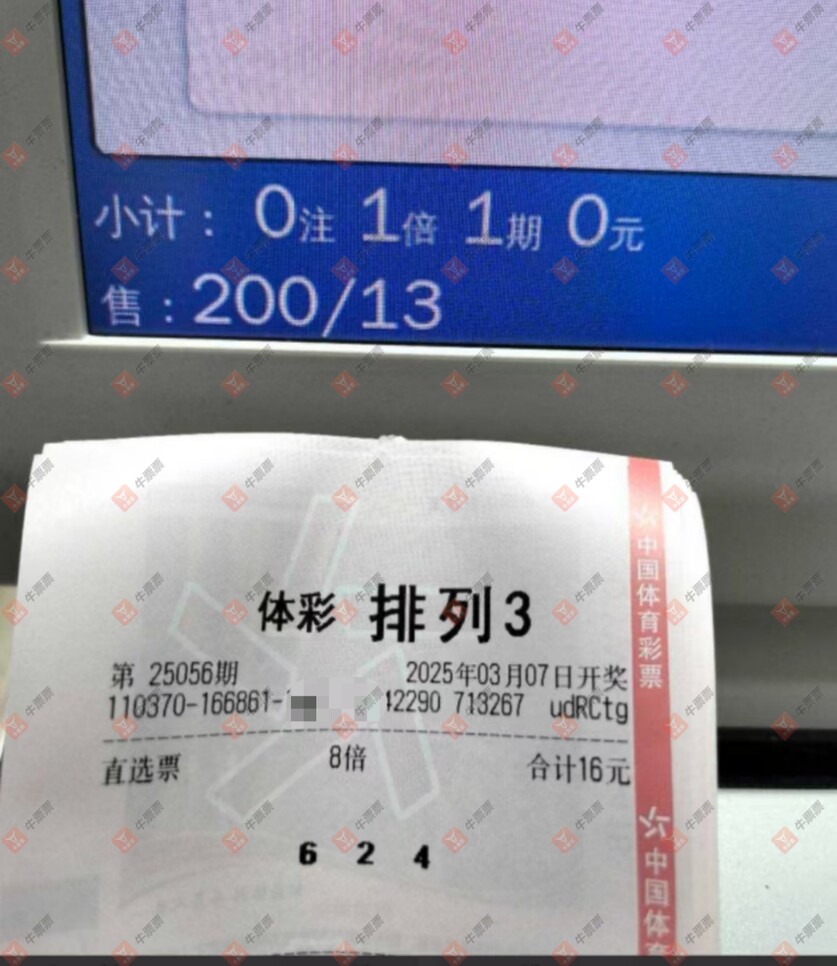 小计： 0注 1倍 1期 0元
售：200/13
体彩 排列3
第 25056期 2025年03月07日开奖
110370-166861- 42290 713267 udRCtg
直选票 8倍 合计16元
6 2 4
中国体育彩票
中国体育
牛票票